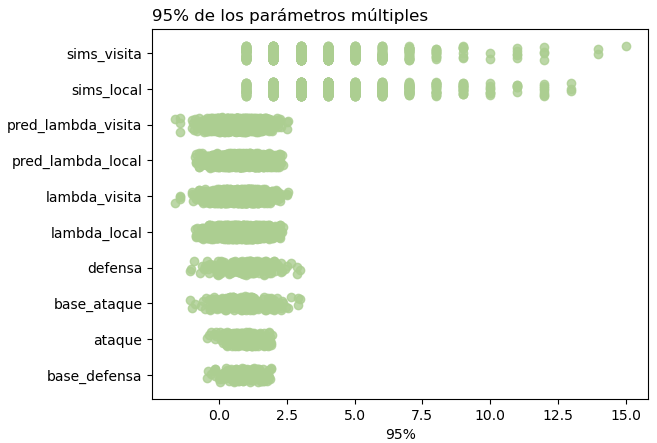 95% de los parámetros múltiples
sims_visita
sims_local
pred_lambda_visita
pred_lambda_local
lambda_visita
lambda_local
defensa
base_ataque
ataque
base_defensa
0.0 2.5 5.0 7.5 10.0 12.5 15.0
95%